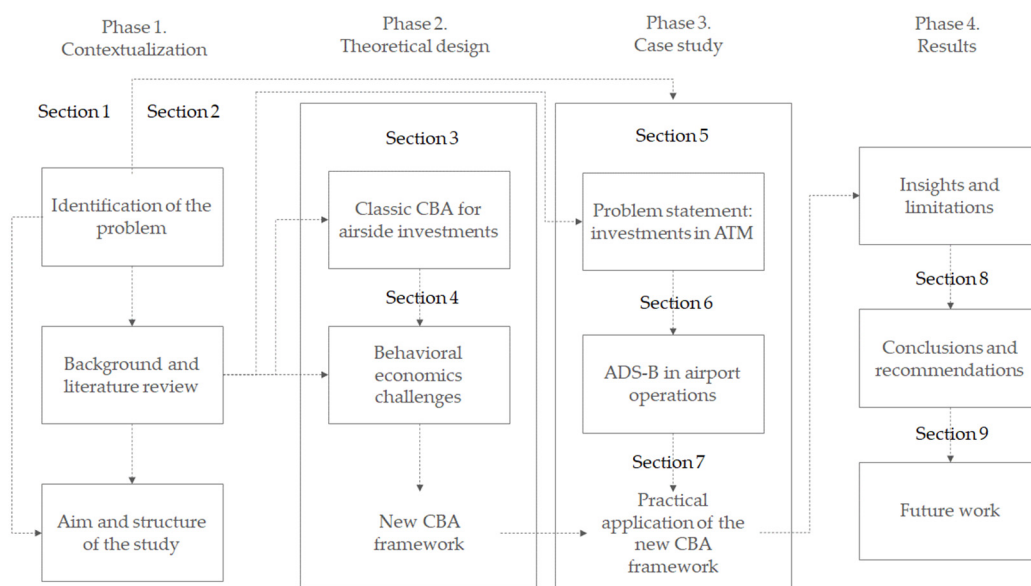 Phase 1.
Contextualization
Phase 2.
Theoretical design
Phase 3.
Case study
Phase 4.
Results
Section 1
Section 2
Identification of the
problem
Background and
literature review
Aim and structure
of the study
Section 3
Classic CBA for
airside investments
Section 4
Behavioral
economics
challenges
New CBA
framework
Section 5
Problem statement:
investments in ATM
Section 6
ADS-B in airport
operations
Section 7
Practical
application of the
new CBA
framework
Insights and
limitations
Section 8
Conclusions and
recommendations
Section 9
Future work